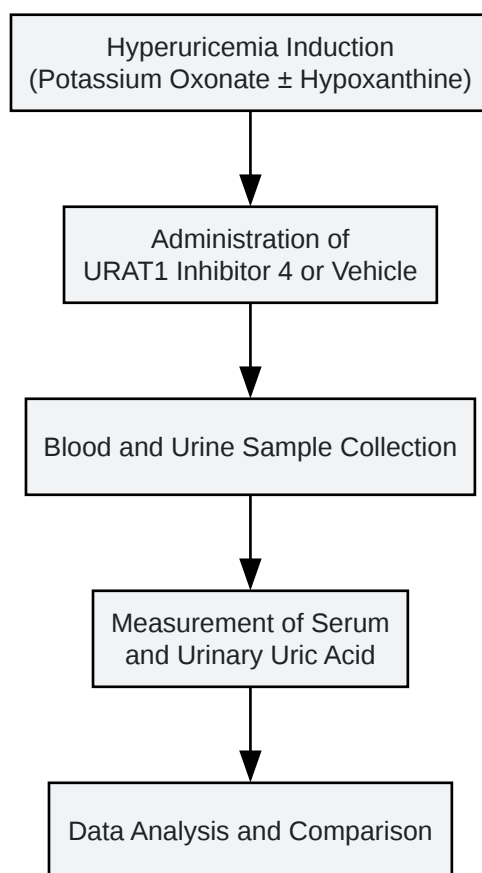 Hyperuricemia Induction
(Potassium Oxonate ± Hypoxanthine)
Administration of
URAT1 Inhibitor 4 or Vehicle
Blood and Urine Sample Collection
Measurement of Serum
and Urinary Uric Acid
Data Analysis and Comparison